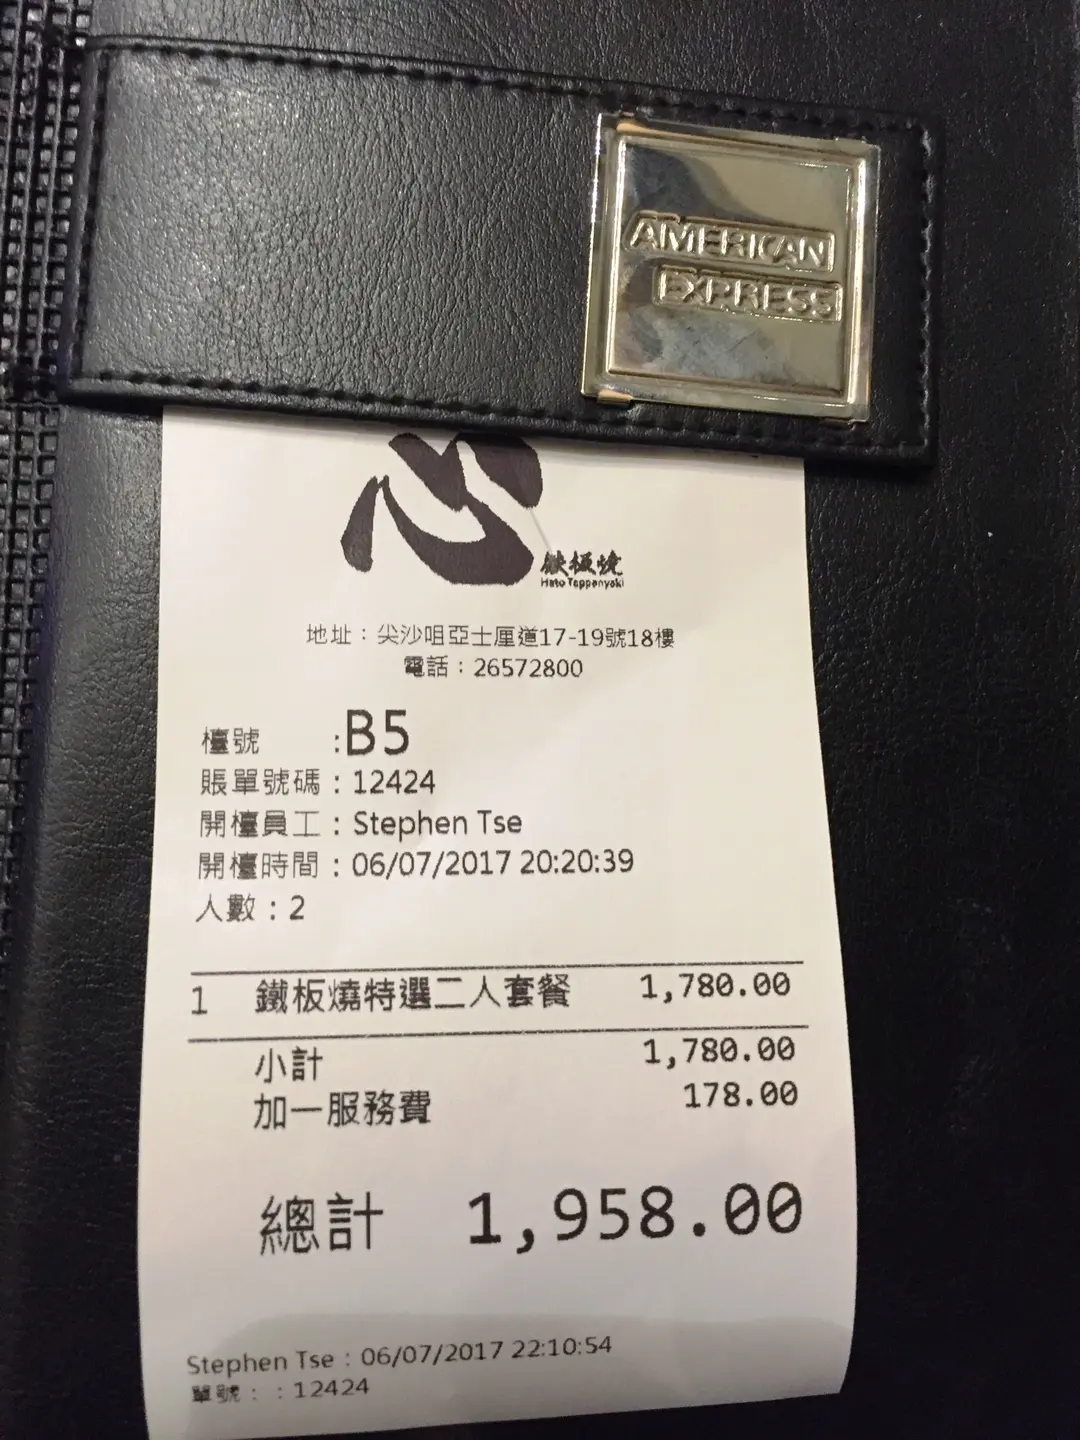 AMERICAN
EXPRESS
心
鉄板焼
Hato Teppanyaki
地址：尖沙咀亞士厘道17-19號18樓
電話：26572800
檯號 :B5
賬單號碼：12424
開檯員工：Stephen Tse
開檯時間：06/07/2017 20:20:39
人數：2
1 鐵板燒特選二人套餐 1,780.00
小計 1,780.00
加一服務費 178.00
總計 1,958.00
Stephen Tse : 06/07/2017 22:10:54
單號： : 12424